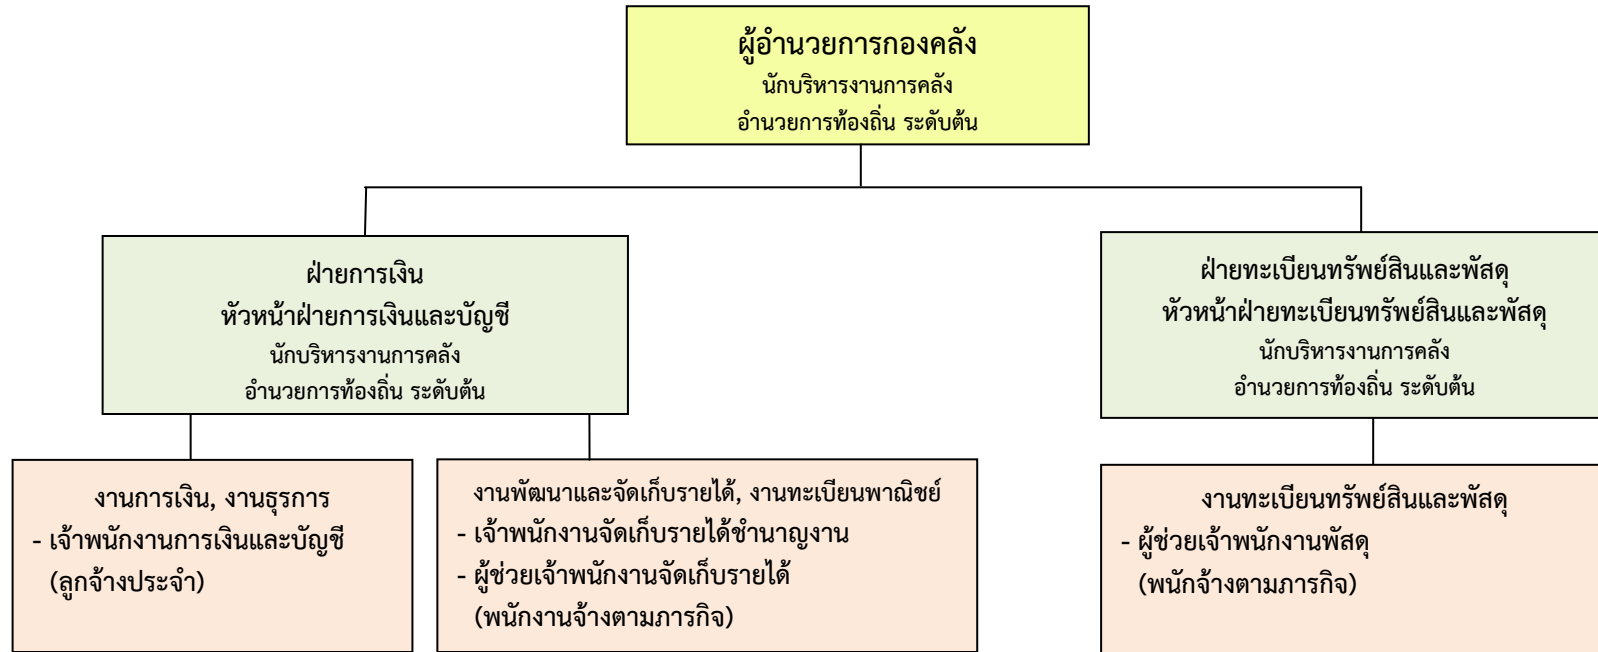 ผู้อำนวยการกองคลัง
นักบริหารงานการคลัง
อำนวยการท้องถิ่น ระดับต้น
ฝ่ายการเงิน
หัวหน้าฝ่ายการเงินและบัญชี
นักบริหารงานการคลัง
อำนวยการท้องถิ่น ระดับต้น
ฝ่ายทะเบียนทรัพย์สินและพัสดุ
หัวหน้าฝ่ายทะเบียนทรัพย์สินและพัสดุ
นักบริหารงานการคลัง
อำนวยการท้องถิ่น ระดับต้น
งานการเงิน, งานธุรการ
- เจ้าพนักงานการเงินและบัญชี
(ลูกจ้างประจำ)
งานพัฒนาและจัดเก็บรายได้, งานทะเบียนพาณิชย์
- เจ้าพนักงานจัดเก็บรายได้ชำนาญงาน
- ผู้ช่วยเจ้าพนักงานจัดเก็บรายได้
(พนักงานจ้างตามภารกิจ)
งานทะเบียนทรัพย์สินและพัสดุ
- ผู้ช่วยเจ้าพนักงานพัสดุ
(พนักจ้างตามภารกิจ)